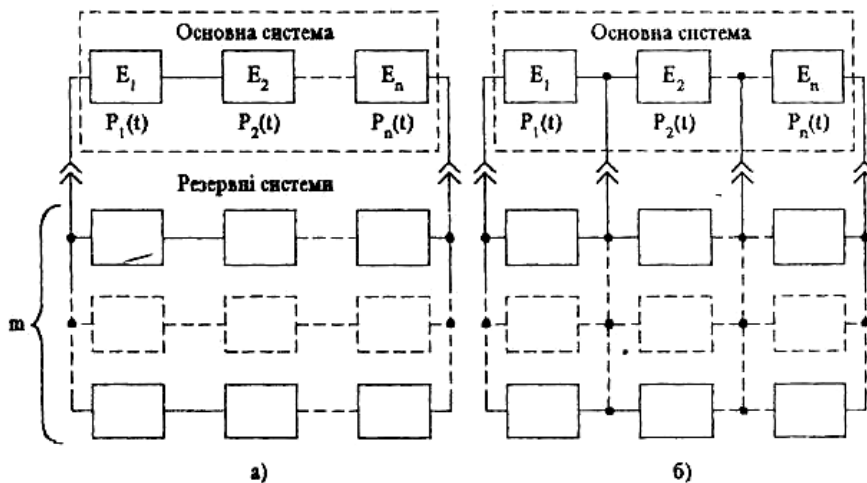 Основна система
E₁
E₂
Eₙ
P₁(t)
P₂(t)
Pₙ(t)
Резервні системи
m
а)
Основна система
E₁
E₂
Eₙ
P₁(t)
P₂(t)
Pₙ(t)
б)